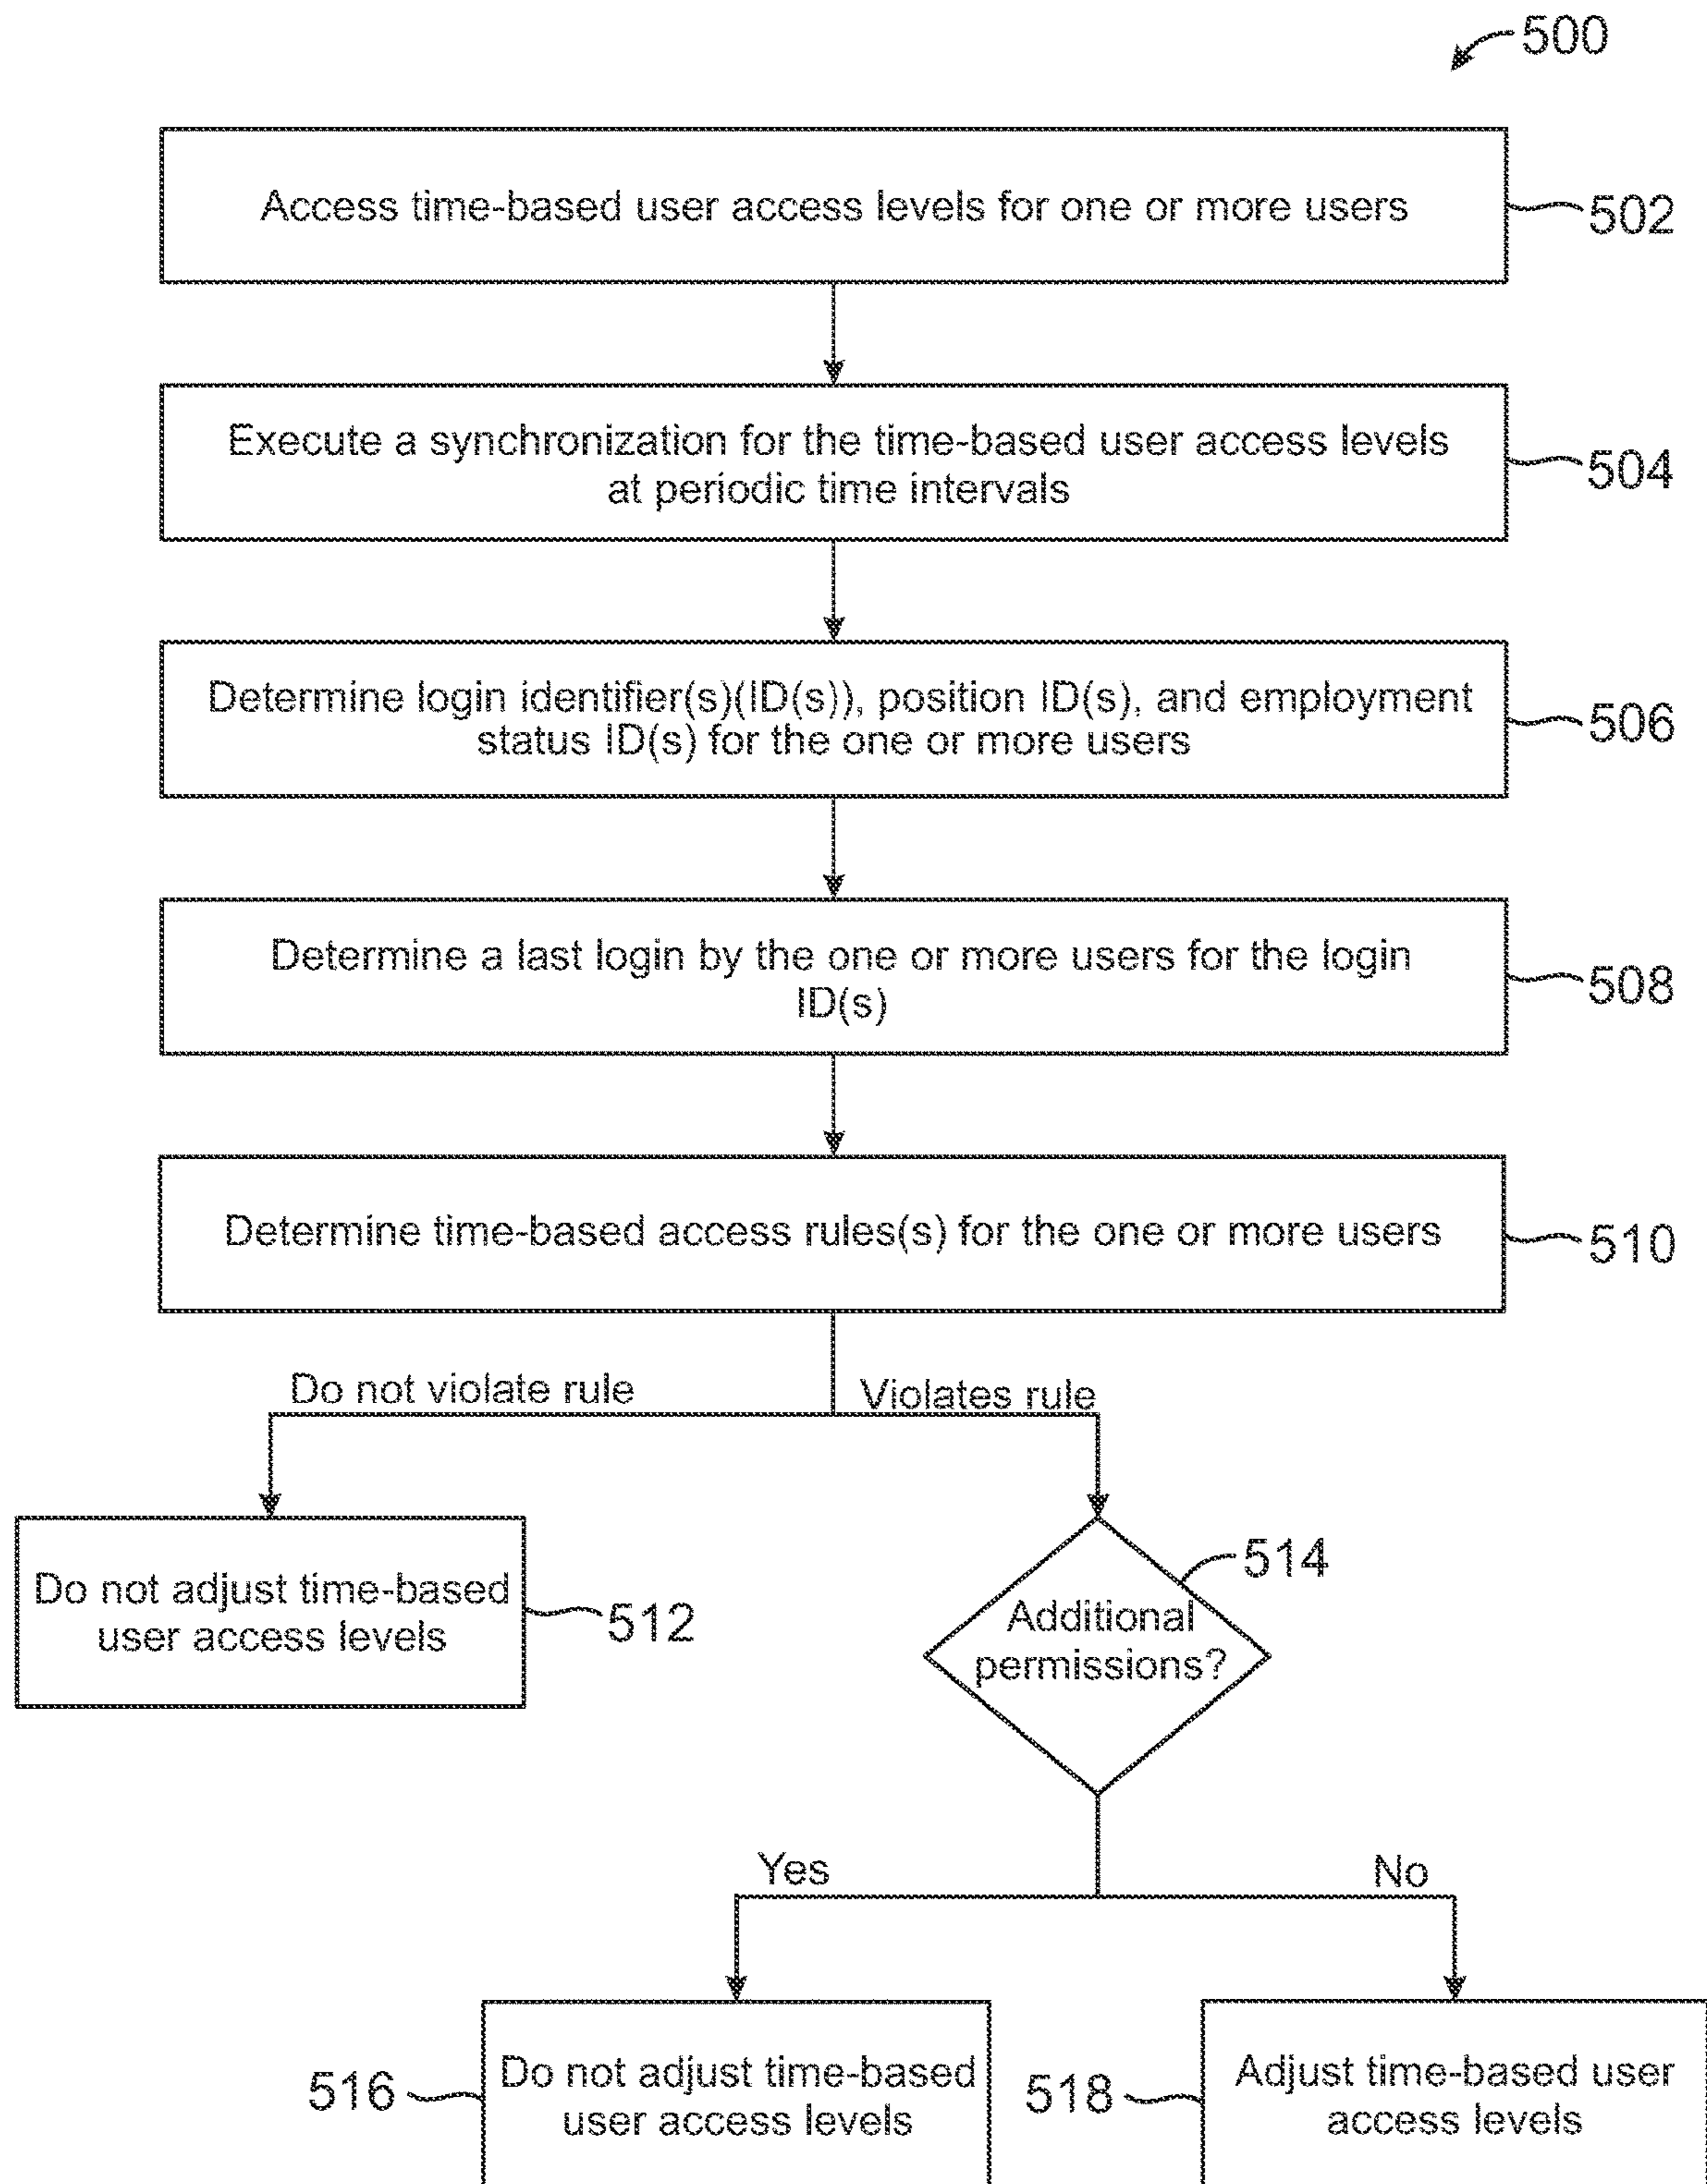 500
Access time-based user access levels for one or more users
502
Execute a synchronization for the time-based user access levels
at periodic time intervals
504
Determine login identifier(s)(ID(s)), position ID(s), and employment
status ID(s) for the one or more users
506
Determine a last login by the one or more users for the login
ID(s)
508
Determine time-based access rules(s) for the one or more users
510
Do not violate rule
Violates rule
Do not adjust time-based
user access levels
512
514
Additional
permissions?
Yes
No
516
Do not adjust time-based
user access levels
518
Adjust time-based user
access levels